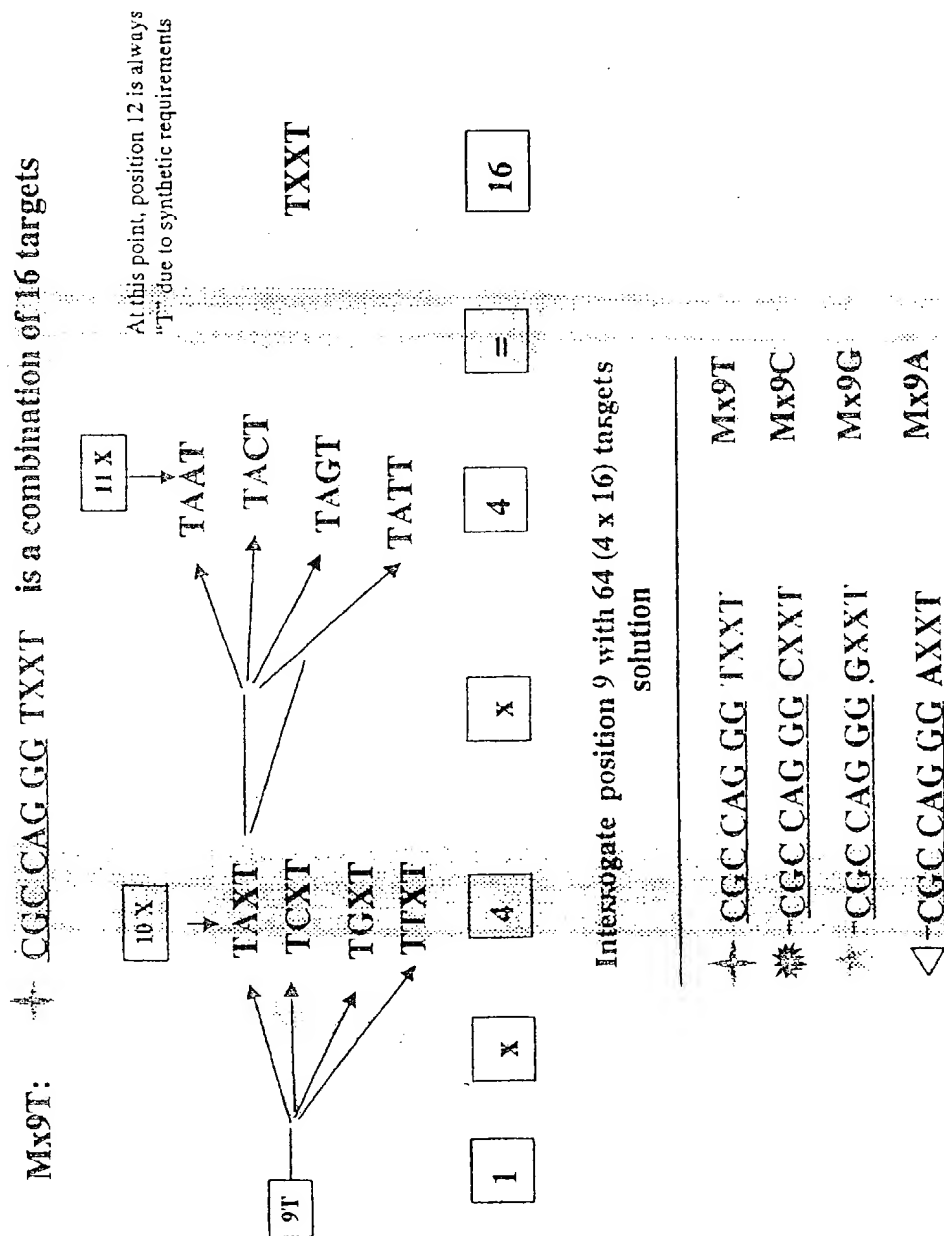 Mx9T: CGC CAG GG TXXT is a combination of 16 targets
At this point, position 12 is always
"T" due to synthetic requirements
10 X
11 X
9T
TAXT
TCXT
TGXT
TTXT
TAAT
TACT
TAGT
TATT
TXXT
1 x 4 x 4 = 16
Interrogate position 9 with 64 (4 x 16) targets
solution
CGC CAG GG TXXT Mx9T
CGC CAG GG CXXT Mx9C
CGC CAG GG GXXT Mx9G
CGC CAG GG AXXT Mx9A